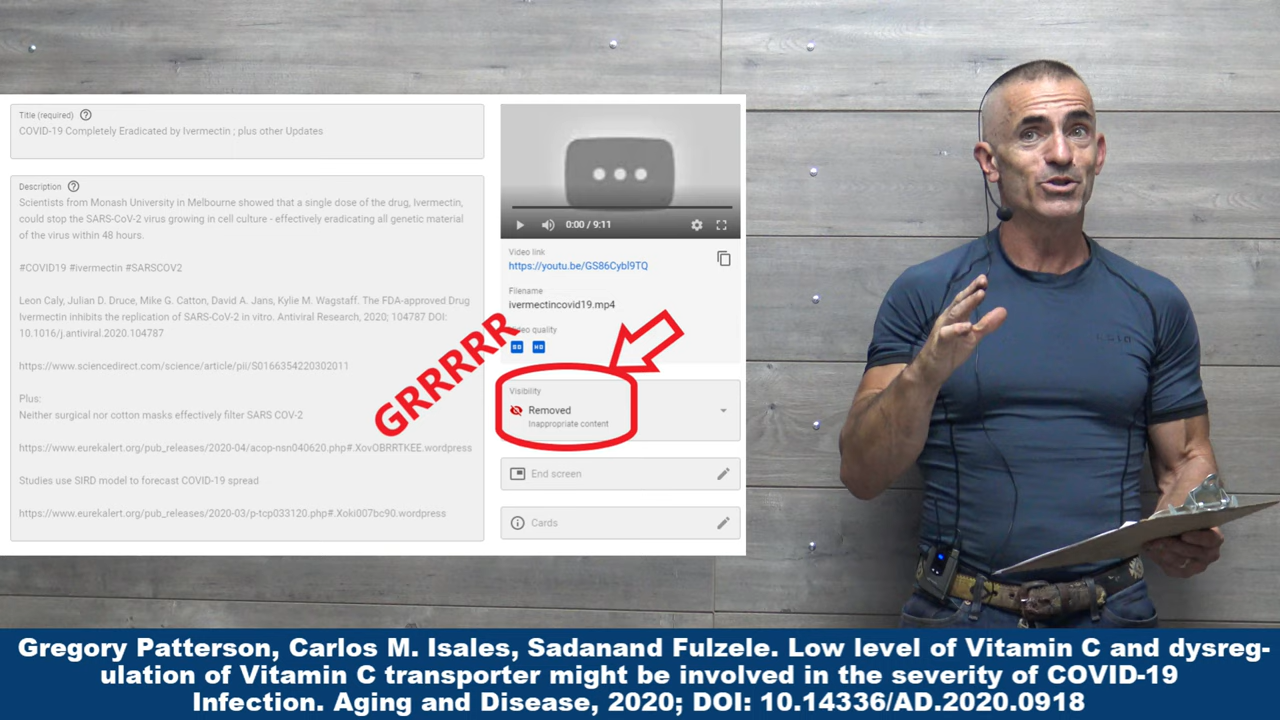 Title (required)
COVID-19 Completely Eradicated by Ivermectin ; plus other Updates
Description
Scientists from Monash University in Melbourne showed that a single dose of the drug, Ivermectin,
could stop the SARS-CoV-2 virus growing in cell culture - effectively eradicating all genetic material
of the virus within 48 hours.
#COVID19 #ivermectin #SARSCOV2
Leon Caly, Julian D. Druce, Mike G. Catton, David A. Jans, Kylie M. Wagstaff. The FDA-approved Drug
Ivermectin inhibits the replication of SARS-CoV-2 in vitro. Antiviral Research, 2020; 104787 DOI:
10.1016/j.antiviral.2020.104787
https://www.sciencedirect.com/science/article/pii/S0166354220302011
Plus:
Neither surgical nor cotton masks effectively filter SARS COV-2
https://www.eurekalert.org/pub_releases/2020-04/acop-nsn040620.php#.XovOBRRTKEE.wordpress
Studies use SIRD model to forecast COVID-19 spread
https://www.eurekalert.org/pub_releases/2020-03/p-tcp033120.php#.Xoki007bc90.wordpress
GRRRRR
0:00 / 9:11
Video link
https://youtu.be/GS86Cybl9TQ
Filename
ivermectincovid19.mp4
Video quality
SD HD
Visibility
Removed
Inappropriate content
End screen
Cards
Gregory Patterson, Carlos M. Isales, Sadanand Fulzele. Low level of Vitamin C and dysreg-
ulation of Vitamin C transporter might be involved in the severity of COVID-19
Infection. Aging and Disease, 2020; DOI: 10.14336/AD.2020.0918